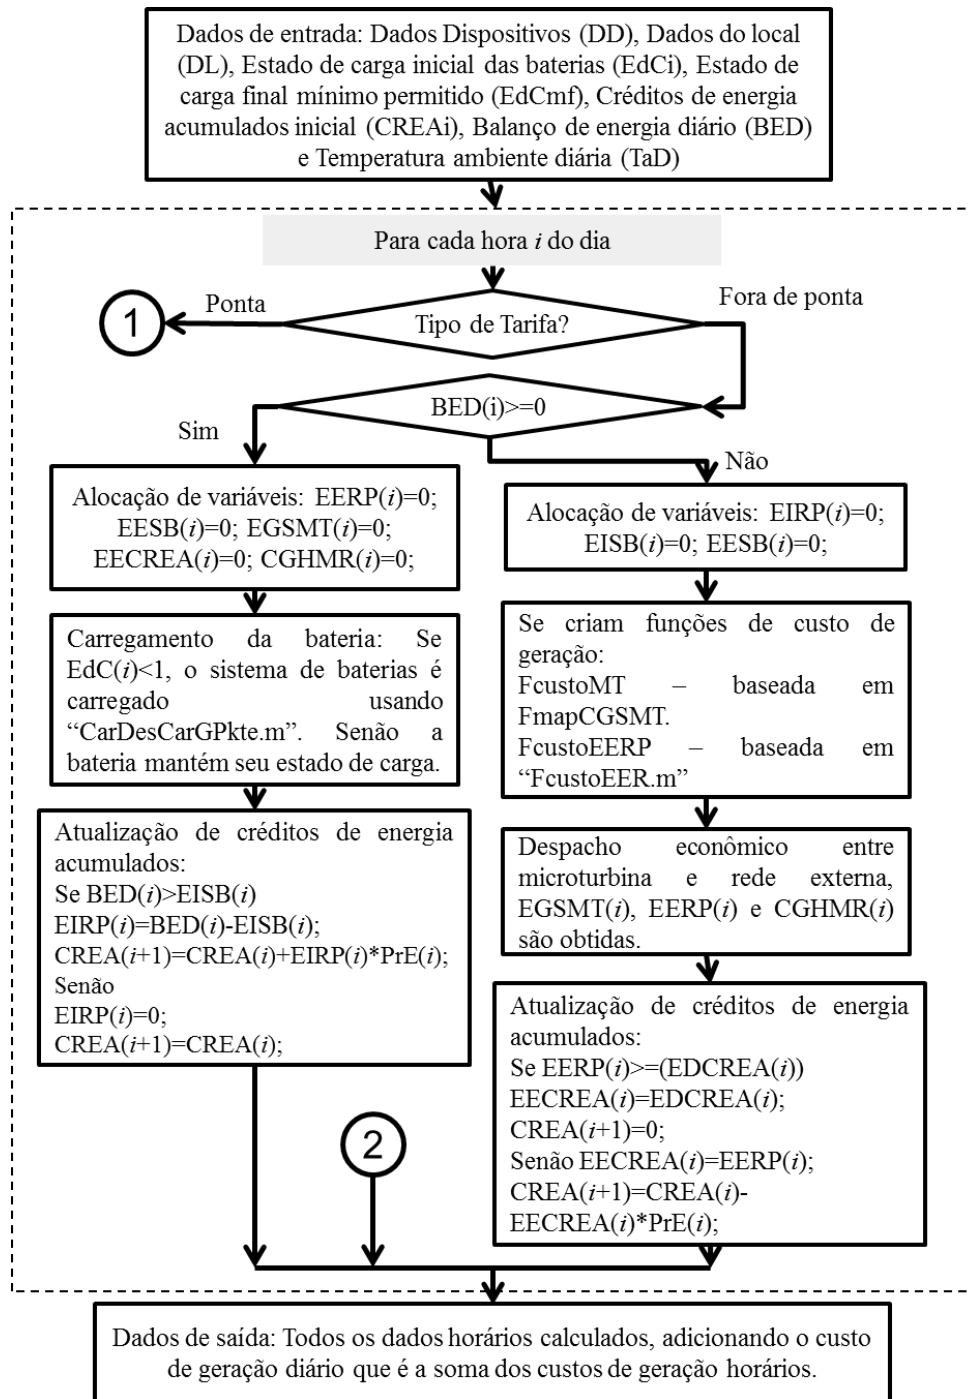 Dados de entrada: Dados Dispositivos (DD), Dados do local
(DL), Estado de carga inicial das baterias (EdCi), Estado de
carga final mínimo permitido (EdCmf), Créditos de energia
acumulados inicial (CREAi), Balanço de energia diário (BED)
e Temperatura ambiente diária (TaD)
Para cada hora i do dia
Ponta
Fora de ponta
1
Tipo de Tarifa?
BED(i)>=0
Sim
Não
Alocação de variáveis: EERP(i)=0;
EESB(i)=0; EGSMT(i)=0;
EECREA(i)=0; CGHMR(i)=0;
Carregamento da bateria: Se
EdC(i)<1, o sistema de baterias é
carregado usando
“CarDesCarGPkte.m”. Senão a
bateria mantém seu estado de carga.
Atualização de créditos de energia
acumulados:
Se BED(i)>EISB(i)
EIRP(i)=BED(i)-EISB(i);
CREA(i+1)=CREA(i)+EIRP(i)*PrE(i);
Senão
EIRP(i)=0;
CREA(i+1)=CREA(i);
Alocação de variáveis: EIRP(i)=0;
EISB(i)=0; EESB(i)=0;
Se criam funções de custo de
geração:
FcustoMT – baseada em
FmapCGSMT.
FcustoEERP – baseada em
“FcustoEER.m”
Despacho econômico entre
microturbina e rede externa,
EGSMT(i), EERP(i) e CGHMR(i)
são obtidas.
Atualização de créditos de energia
acumulados:
Se EERP(i)>=(EDCREA(i))
EECREA(i)=EDCREA(i);
CREA(i+1)=0;
Senão EECREA(i)=EERP(i);
CREA(i+1)=CREA(i)-
EECREA(i)*PrE(i);
2
Dados de saída: Todos os dados horários calculados, adicionando o custo
de geração diário que é a soma dos custos de geração horários.